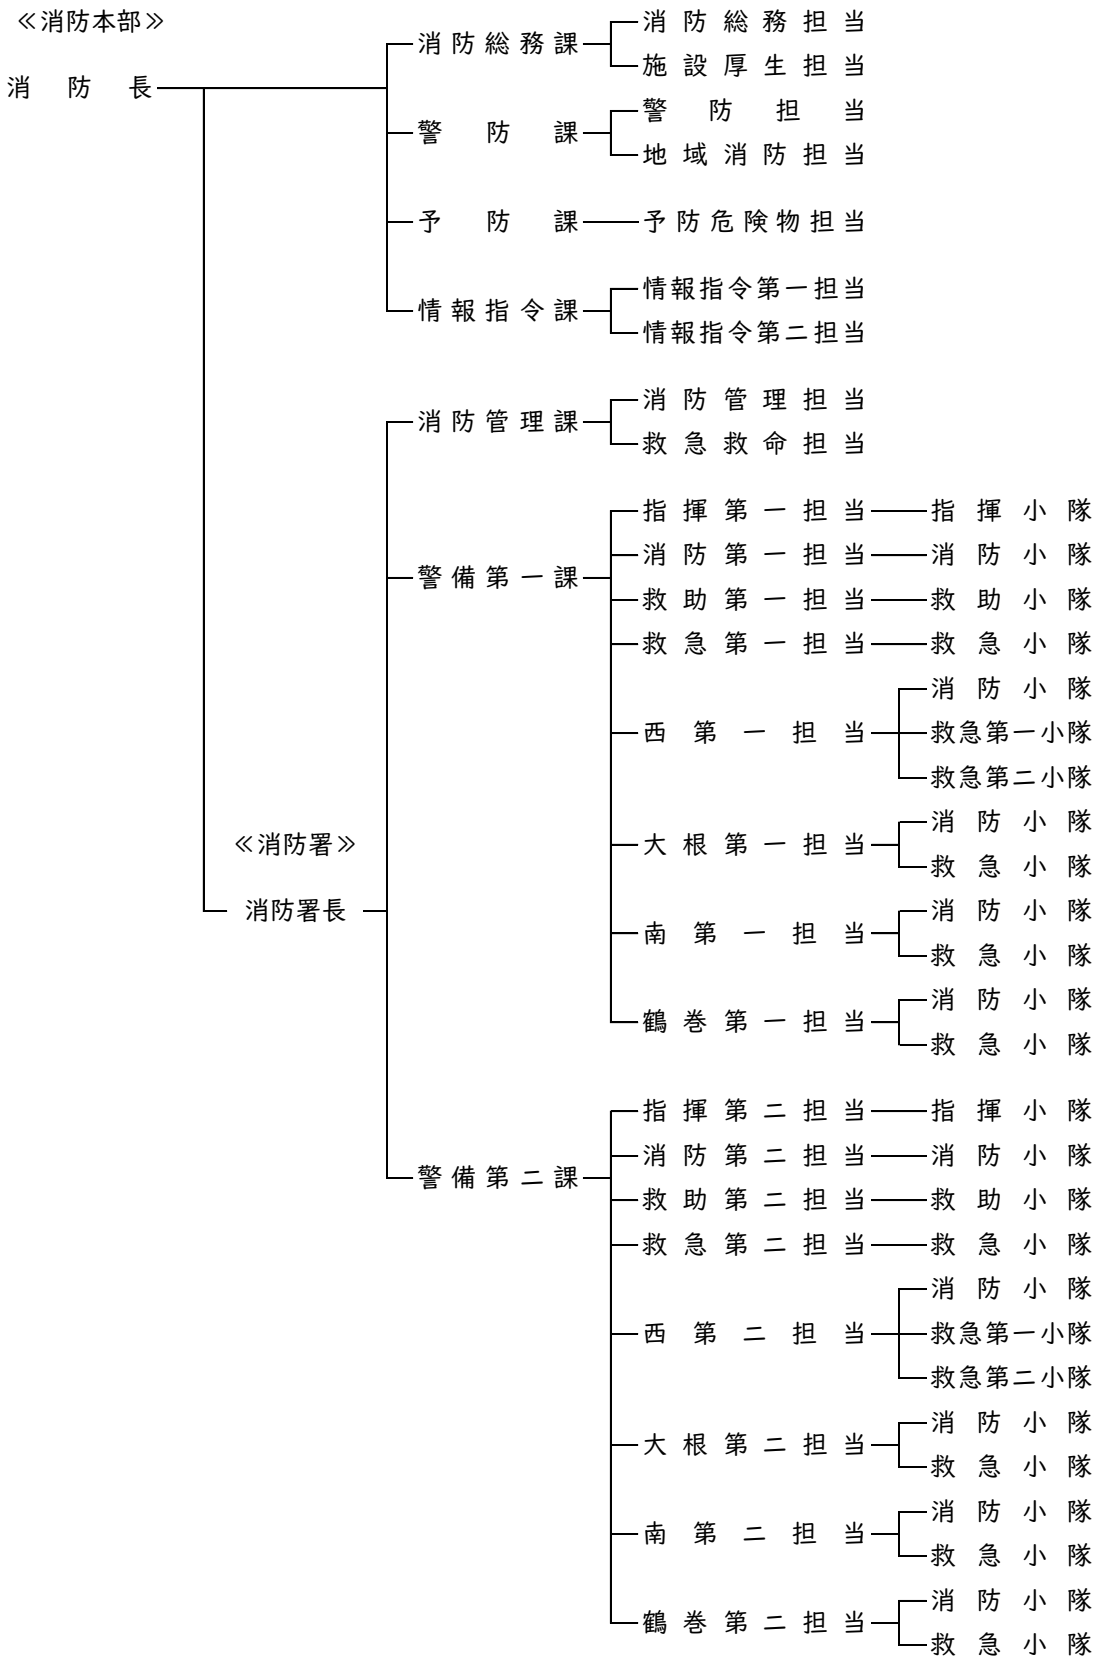 ≪消防本部≫
消防長
消防総務課
消防総務担当
施設厚生担当
警防課
警防担当
地域消防担当
予防課
予防危険物担当
情報指令課
情報指令第一担当
情報指令第二担当
≪消防署≫
消防署長
消防管理課
消防管理担当
救急救命担当
警備第一課
指揮第一担当
指揮小隊
消防第一担当
消防小隊
救助第一担当
救助小隊
救急第一担当
救急小隊
西第一担当
消防小隊
救急第一小隊
救急第二小隊
大根第一担当
消防小隊
救急小隊
南第一担当
消防小隊
救急小隊
鶴巻第一担当
消防小隊
救急小隊
警備第二課
指揮第二担当
指揮小隊
消防第二担当
消防小隊
救助第二担当
救助小隊
救急第二担当
救急小隊
西第二担当
消防小隊
救急第一小隊
救急第二小隊
大根第二担当
消防小隊
救急小隊
南第二担当
消防小隊
救急小隊
鶴巻第二担当
消防小隊
救急小隊